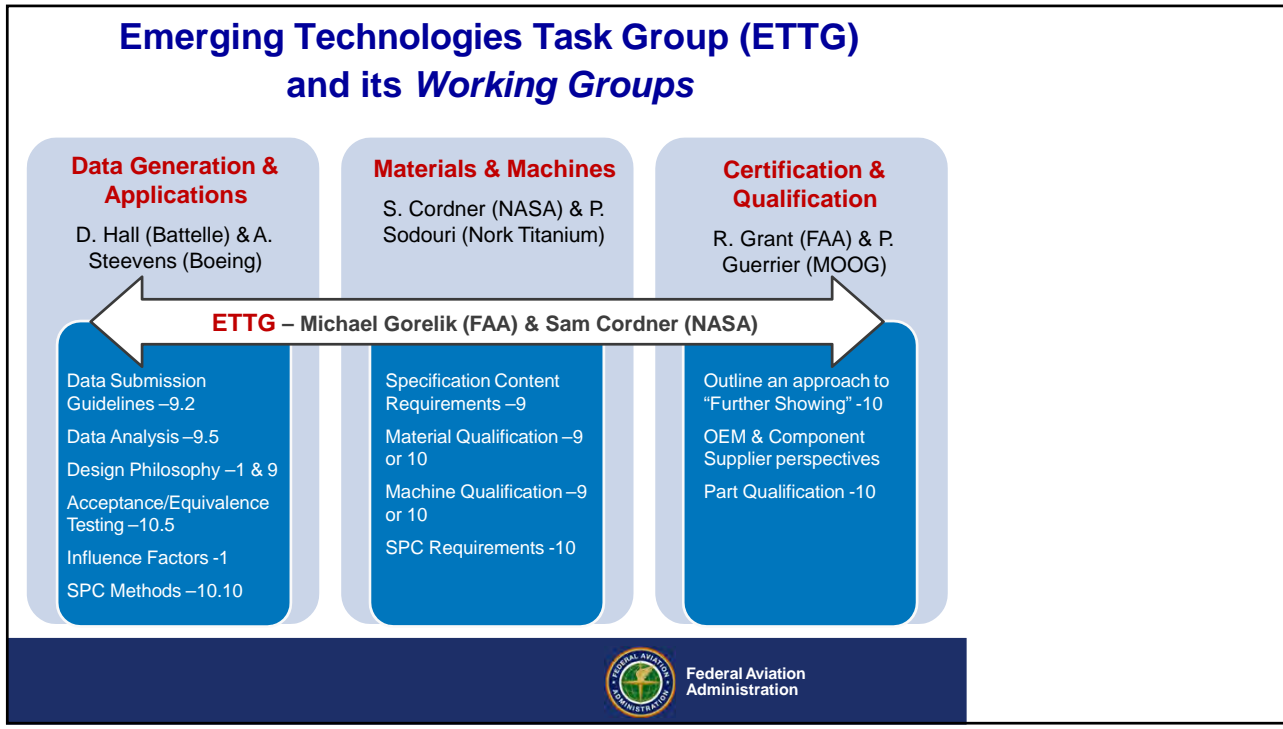 Emerging Technologies Task Group (ETTG)
and its Working Groups
Data Generation &
Applications
D. Hall (Battelle) & A.
Steevens (Boeing)
Materials & Machines
S. Cordner (NASA) & P.
Sodouri (Nork Titanium)
Certification &
Qualification
R. Grant (FAA) & P.
Guerrier (MOOG)
ETTG – Michael Gorelik (FAA) & Sam Cordner (NASA)
Data Submission
Guidelines –9.2
Data Analysis –9.5
Design Philosophy –1 & 9
Acceptance/Equivalence
Testing –10.5
Influence Factors -1
SPC Methods –10.10
Specification Content
Requirements –9
Material Qualification –9
or 10
Machine Qualification –9
or 10
SPC Requirements -10
Outline an approach to
“Further Showing” -10
OEM & Component
Supplier perspectives
Part Qualification -10
FEDERAL AVIATION
ADMINISTRATION
Federal Aviation
Administration